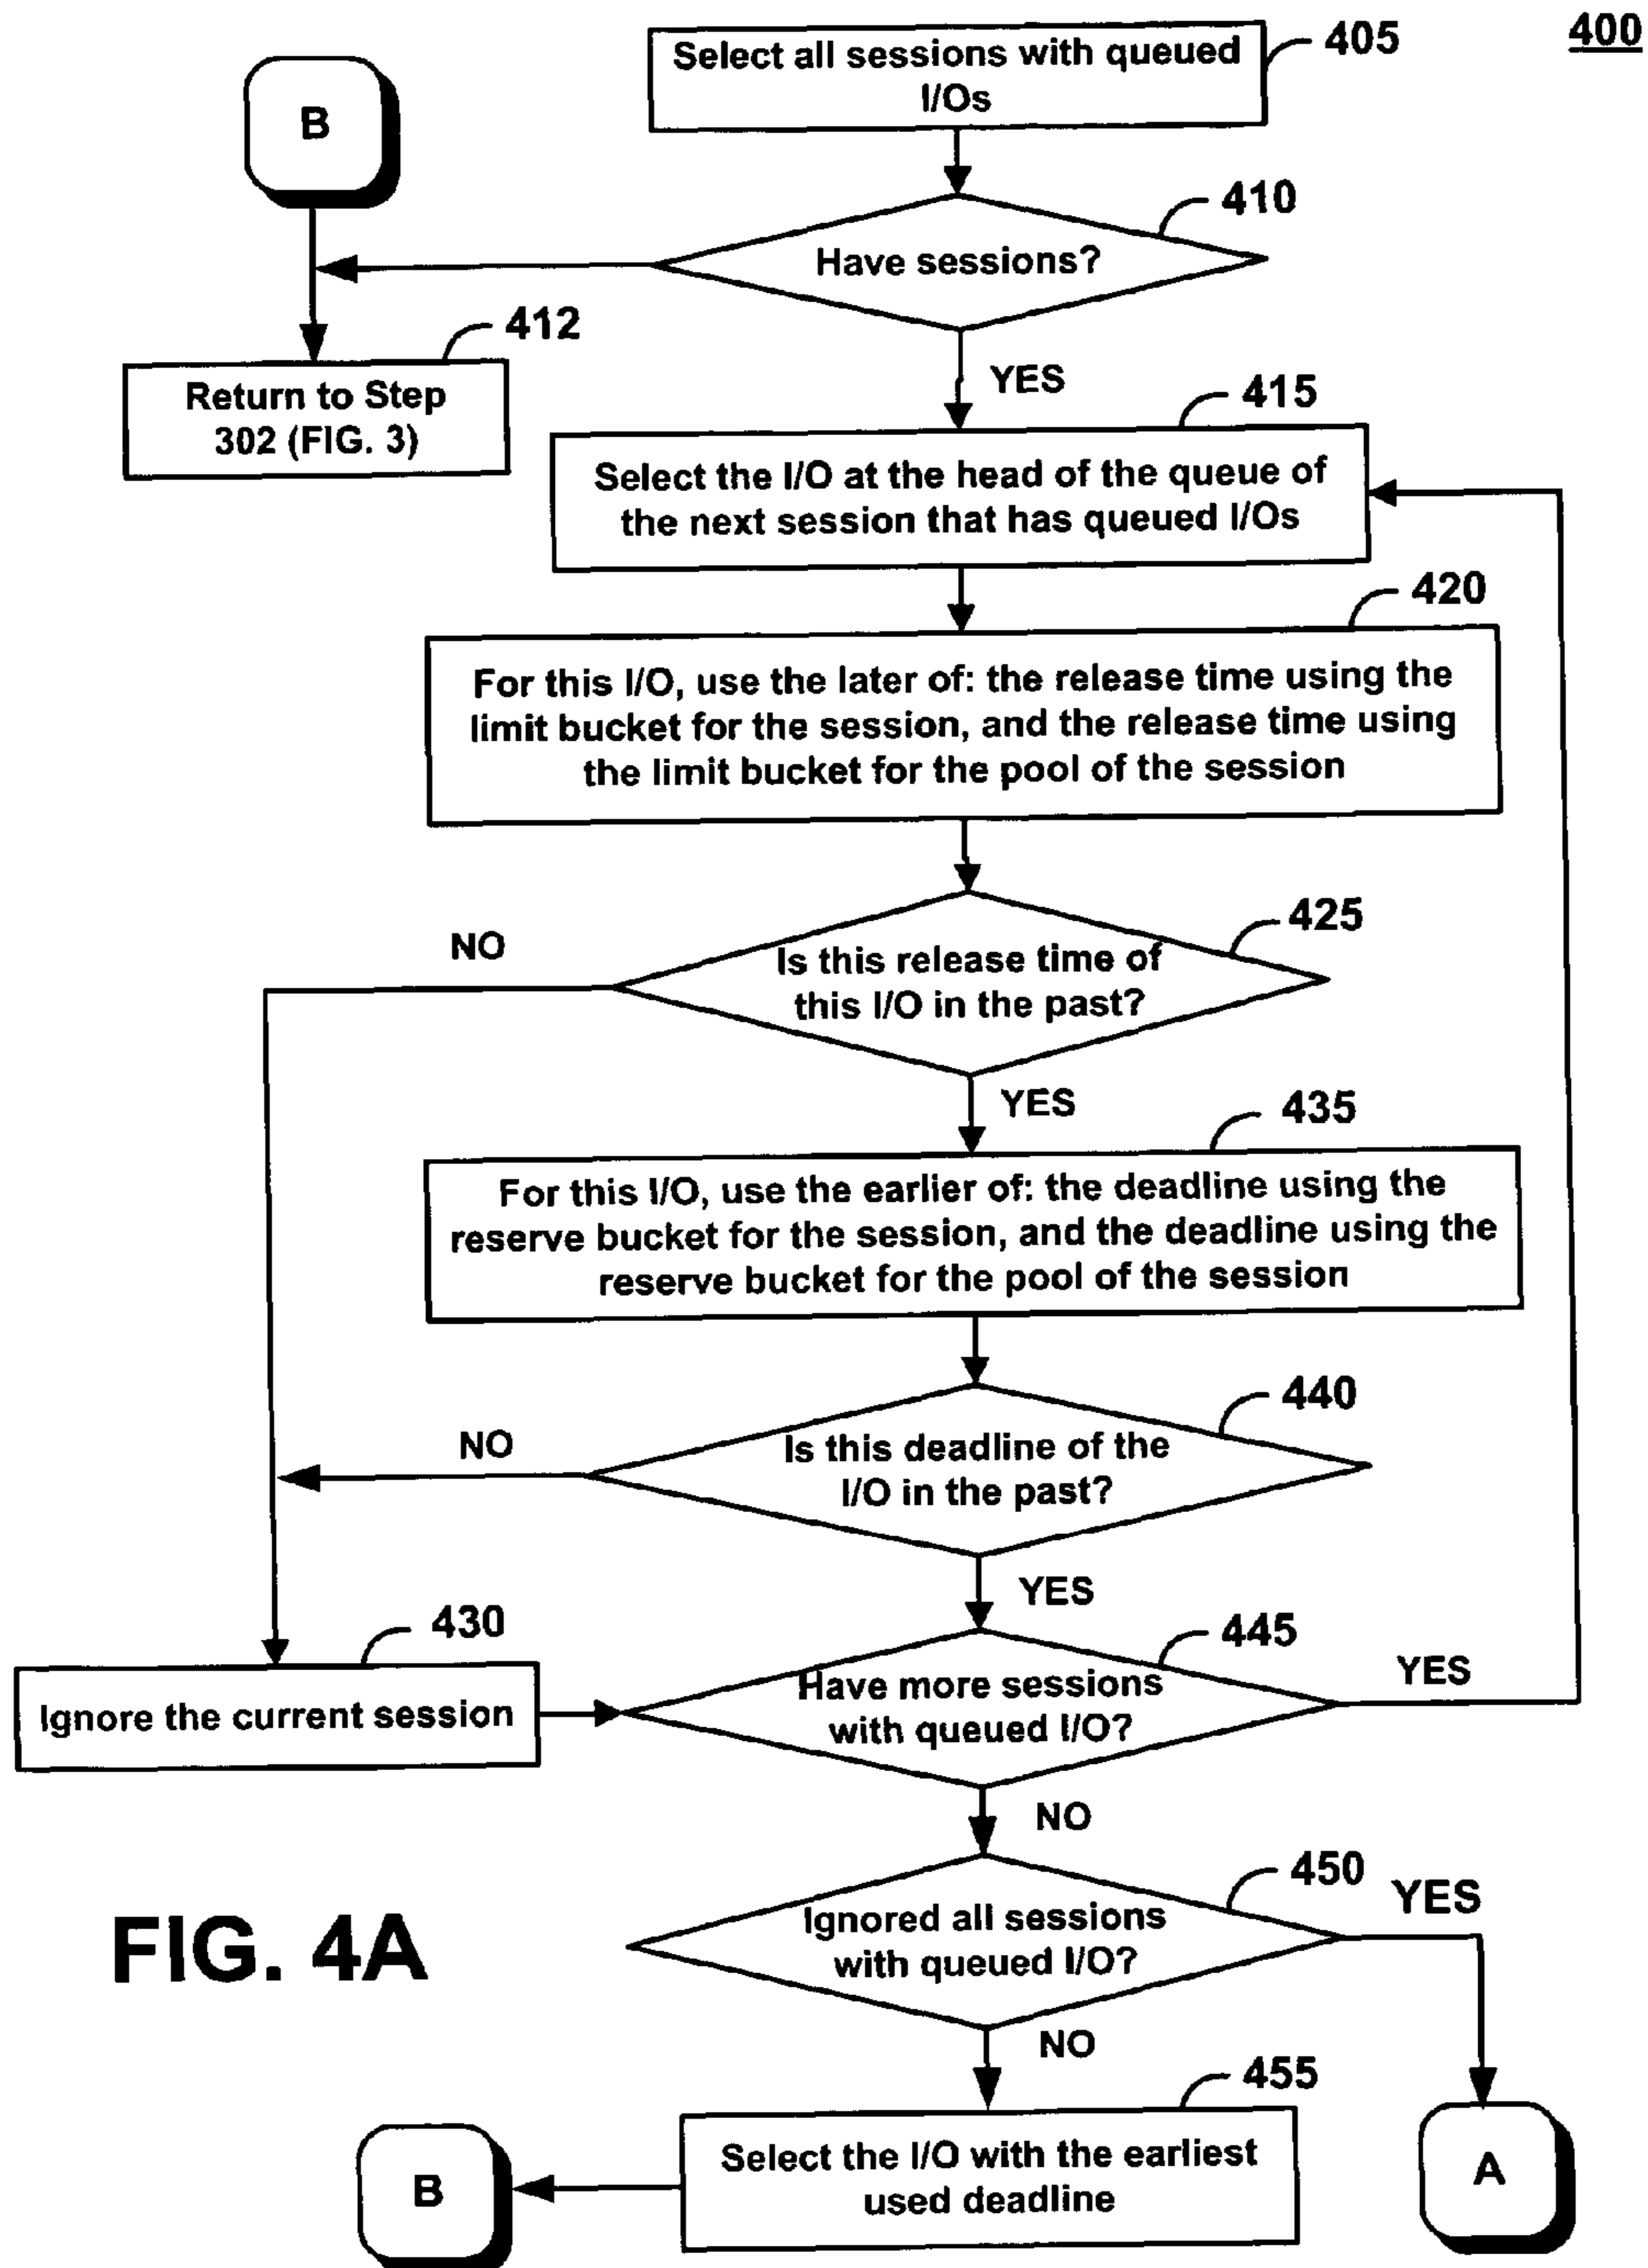 400
Select all sessions with queued
I/Os
405
B
410
Have sessions?
412
Return to Step
302 (FIG. 3)
YES
415
Select the I/O at the head of the queue of
the next session that has queued I/Os
420
For this I/O, use the later of: the release time using the
limit bucket for the session, and the release time using
the limit bucket for the pool of the session
425
NO
Is this release time of
this I/O in the past?
YES
435
For this I/O, use the earlier of: the deadline using the
reserve bucket for the session, and the deadline using the
reserve bucket for the pool of the session
440
NO
Is this deadline of the
I/O in the past?
YES
430
Ignore the current session
445
Have more sessions
with queued I/O?
YES
NO
450
YES
Ignored all sessions
with queued I/O?
FIG. 4A
NO
455
Select the I/O with the earliest
used deadline
B
A